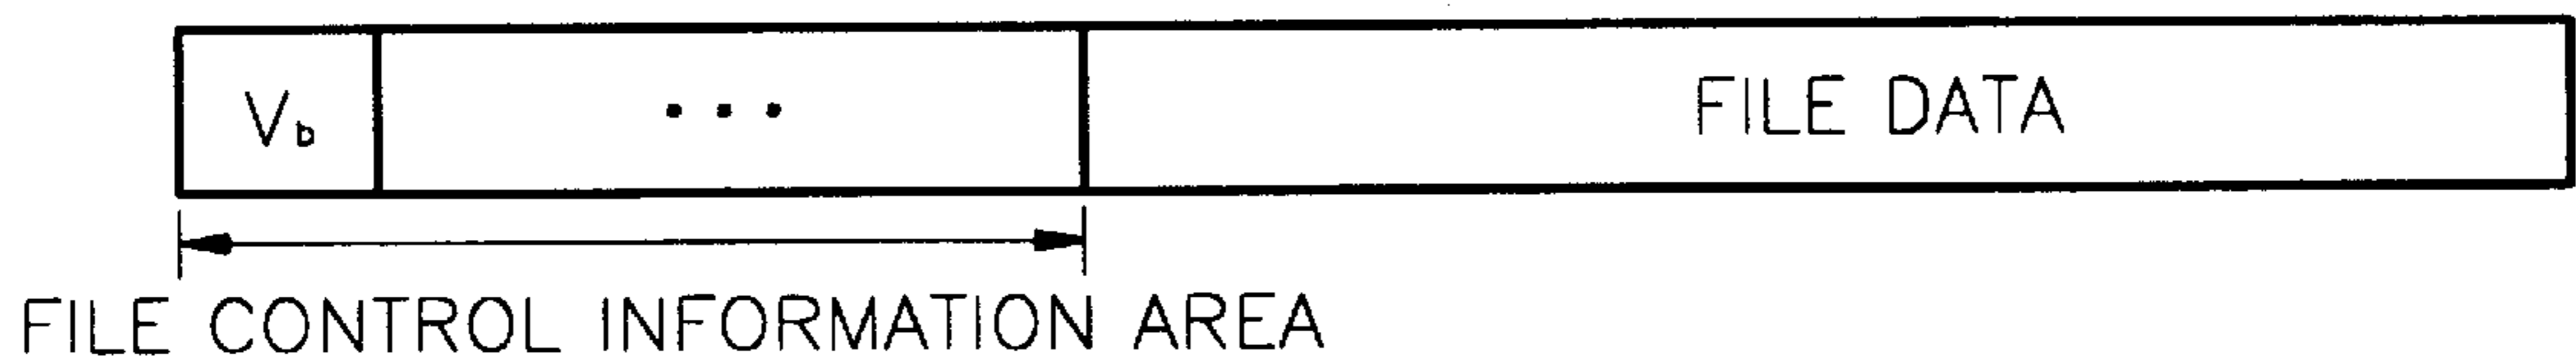 Vb ... FILE DATA
FILE CONTROL INFORMATION AREA